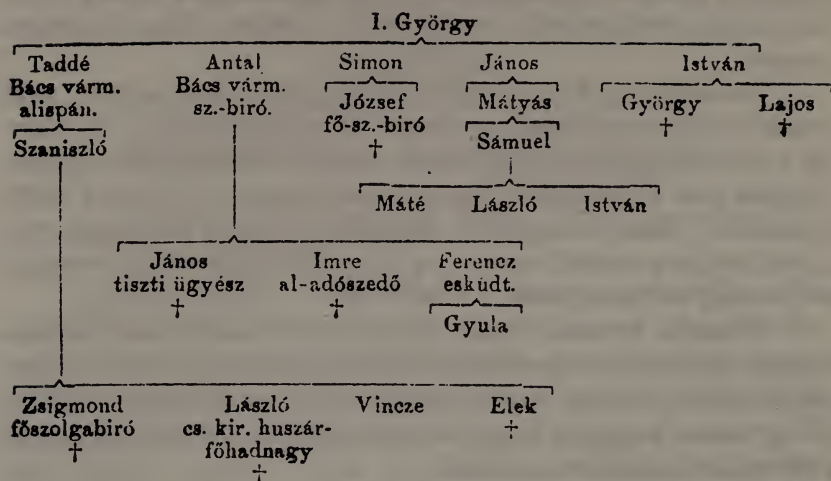 I. György
Taddé Antal Simon János István
Bács várm. Bács várm. József Mátyás György Lajos
alispán. sz.-biró. fő-sz.-biró † †
Szaniszló † Sámuel
Máté László István
János Imre Ferencz
tiszti ügyész al-adószedő esküdt.
† † Gyula
Zsigmond László Vincze Elek
főszolgabiró cs. kir. huszár- †
† főhadnagy
†